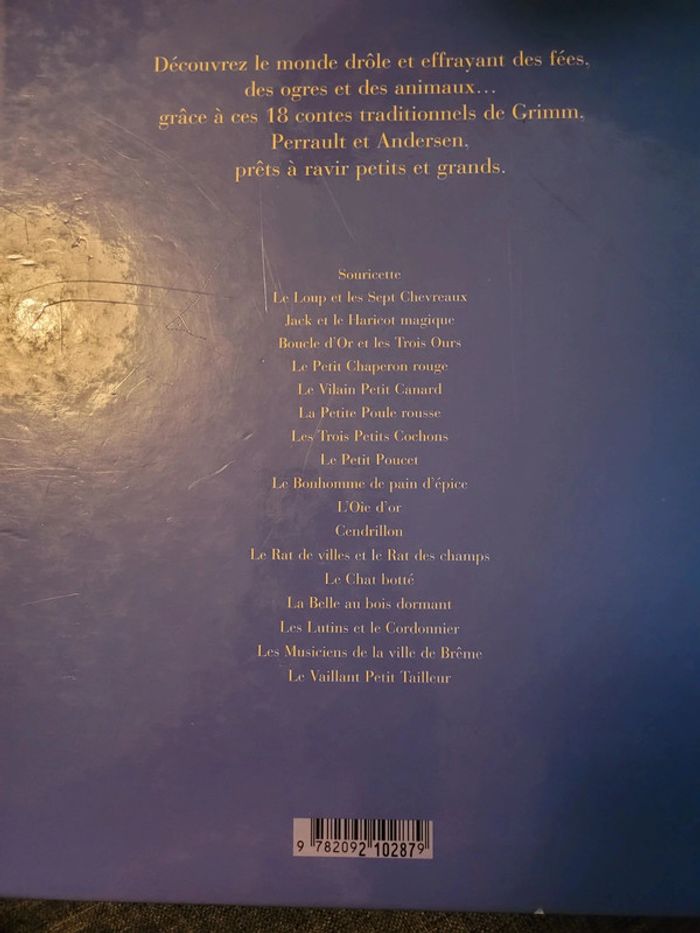 Découvrez le monde drôle et effrayant des fées,
des ogres et des animaux...
grâce à ces 18 contes traditionnels de Grimm,
Perrault et Andersen,
prêts à ravir petits et grands.
Souricette
Le Loup et les Sept Chevreaux
Jack et le Haricot magique
Boucle d'Or et les Trois Ours
Le Petit Chaperon rouge
Le Vilain Petit Canard
La Petite Poule rousse
Les Trois Petits Cochons
Le Petit Poucet
Le Bonhomme de pain d'épice
L'Oie d'or
Cendrillon
Le Rat de villes et le Rat des champs
Le Chat botté
La Belle au bois dormant
Les Lutins et le Cordonnier
Les Musiciens de la ville de Brême
Le Vaillant Petit Tailleur
9 782092 102879